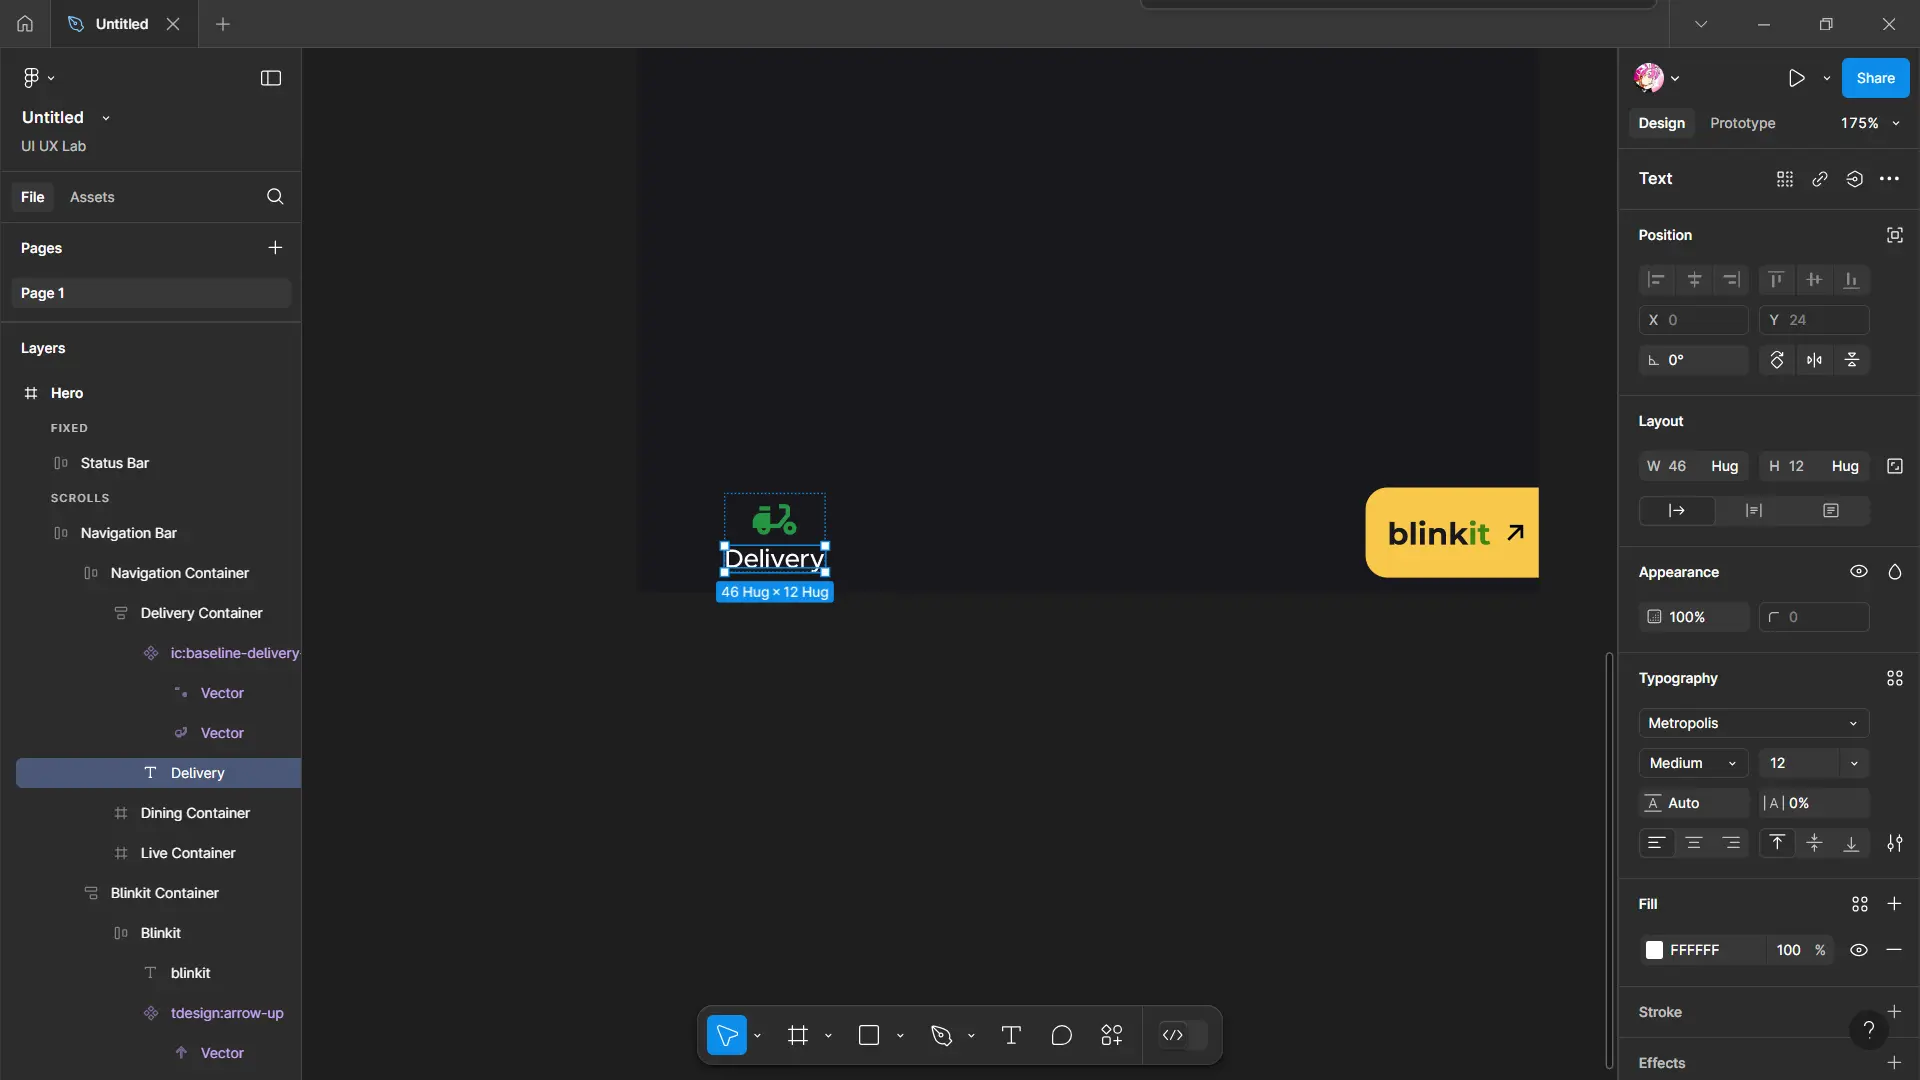 Untitled
Untitled
UI UX Lab
File
Assets
Pages
Page 1
Layers
Hero
FIXED
Status Bar
SCROLLS
Navigation Bar
Navigation Container
Delivery Container
ic:baseline-delivery
Vector
Vector
Delivery
Dining Container
Live Container
Blinkit Container
Blinkit
blinkit
tdesign:arrow-up
Vector
Delivery
46 Hug × 12 Hug
blinkit
Share
Design
Prototype
175%
Text
Position
X 0
Y 24
0°
Layout
W 46 Hug
H 12 Hug
Appearance
100%
0
Typography
Metropolis
Medium
12
Auto
|A| 0%
Fill
FFFFFF
100 %
Stroke
?
Effects